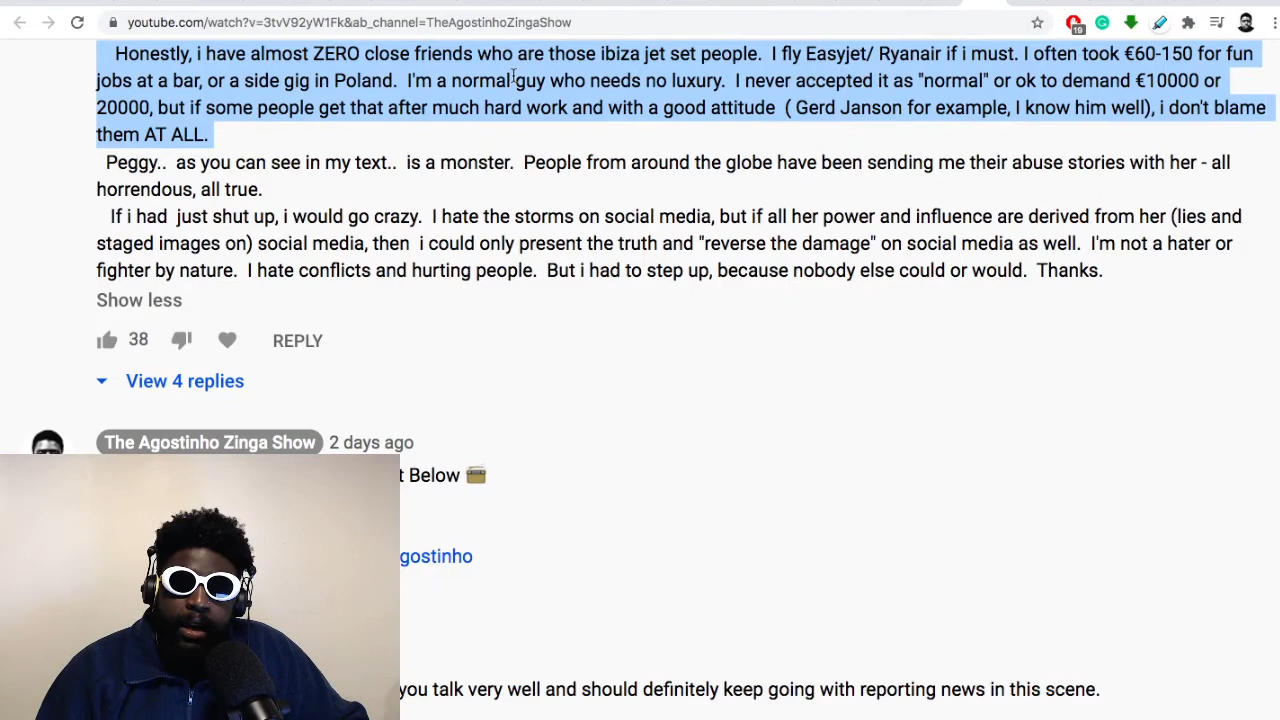 youtube.com/watch?v=3tvV92yW1Fk&ab_channel=TheAgostinhoZingaShow
19
Honestly, i have almost ZERO close friends who are those ibiza jet set people.  I fly Easyjet/ Ryanair if i must. I often took €60-150 for fun
jobs at a bar, or a side gig in Poland.  I'm a normal guy who needs no luxury.  I never accepted it as "normal" or ok to demand €10000 or
20000, but if some people get that after much hard work and with a good attitude  ( Gerd Janson for example, I know him well), i don't blame
them AT ALL.
Peggy..  as you can see in my text..  is a monster.  People from around the globe have been sending me their abuse stories with her - all
horrendous, all true.
If i had  just shut up, i would go crazy.  I hate the storms on social media, but if all her power and influence are derived from her (lies and
staged images on) social media, then  i could only present the truth and "reverse the damage" on social media as well.  I'm not a hater or
fighter by nature.  I hate conflicts and hurting people.  But i had to step up, because nobody else could or would.  Thanks.
Show less
38
REPLY
View 4 replies
The Agostinho Zinga Show 2 days ago
t Below
gostinho
you talk very well and should definitely keep going with reporting news in this scene.